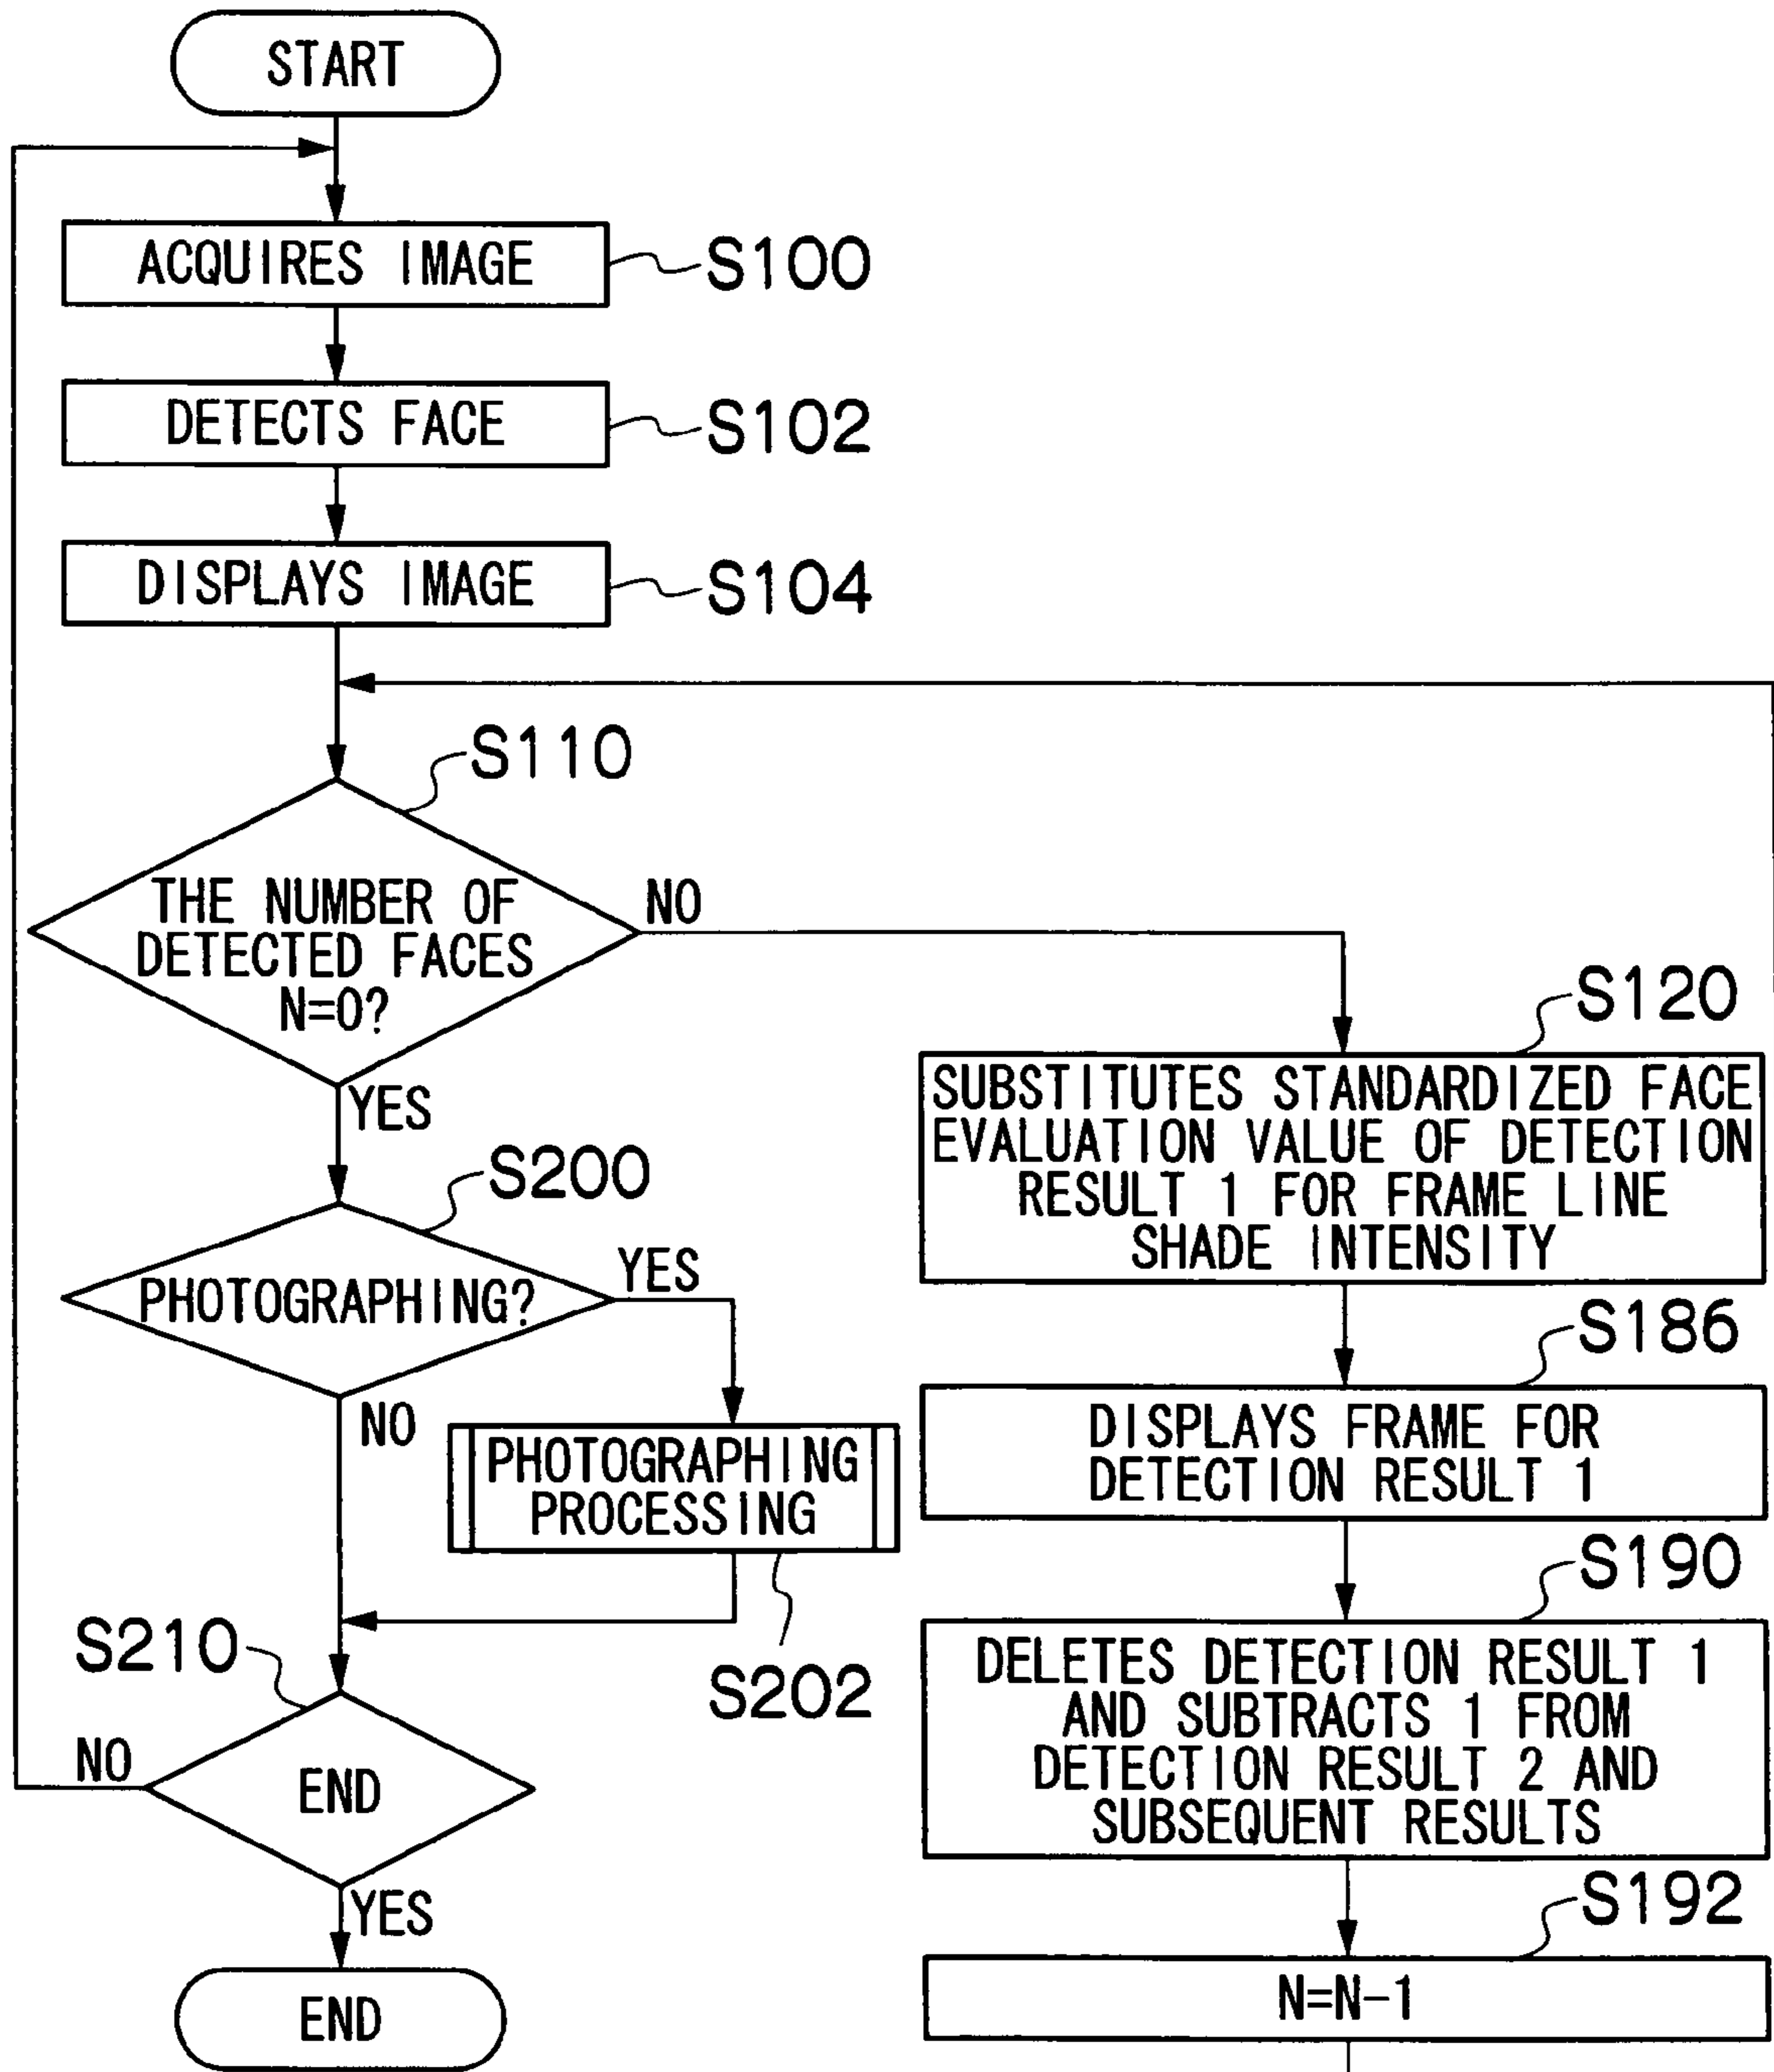 START
ACQUIRES IMAGE
S100
DETECTS FACE
S102
DISPLAYS IMAGE
S104
S110
THE NUMBER OF
DETECTED FACES
N=0?
NO
YES
S120
SUBSTITUTES STANDARDIZED FACE
EVALUATION VALUE OF DETECTION
RESULT 1 FOR FRAME LINE
SHADE INTENSITY
S186
DISPLAYS FRAME FOR
DETECTION RESULT 1
S190
DELETES DETECTION RESULT 1
AND SUBTRACTS 1 FROM
DETECTION RESULT 2 AND
SUBSEQUENT RESULTS
S192
N=N-1
S200
PHOTOGRAPHING?
YES
NO
PHOTOGRAPHING
PROCESSING
S202
S210
END
NO
YES
END